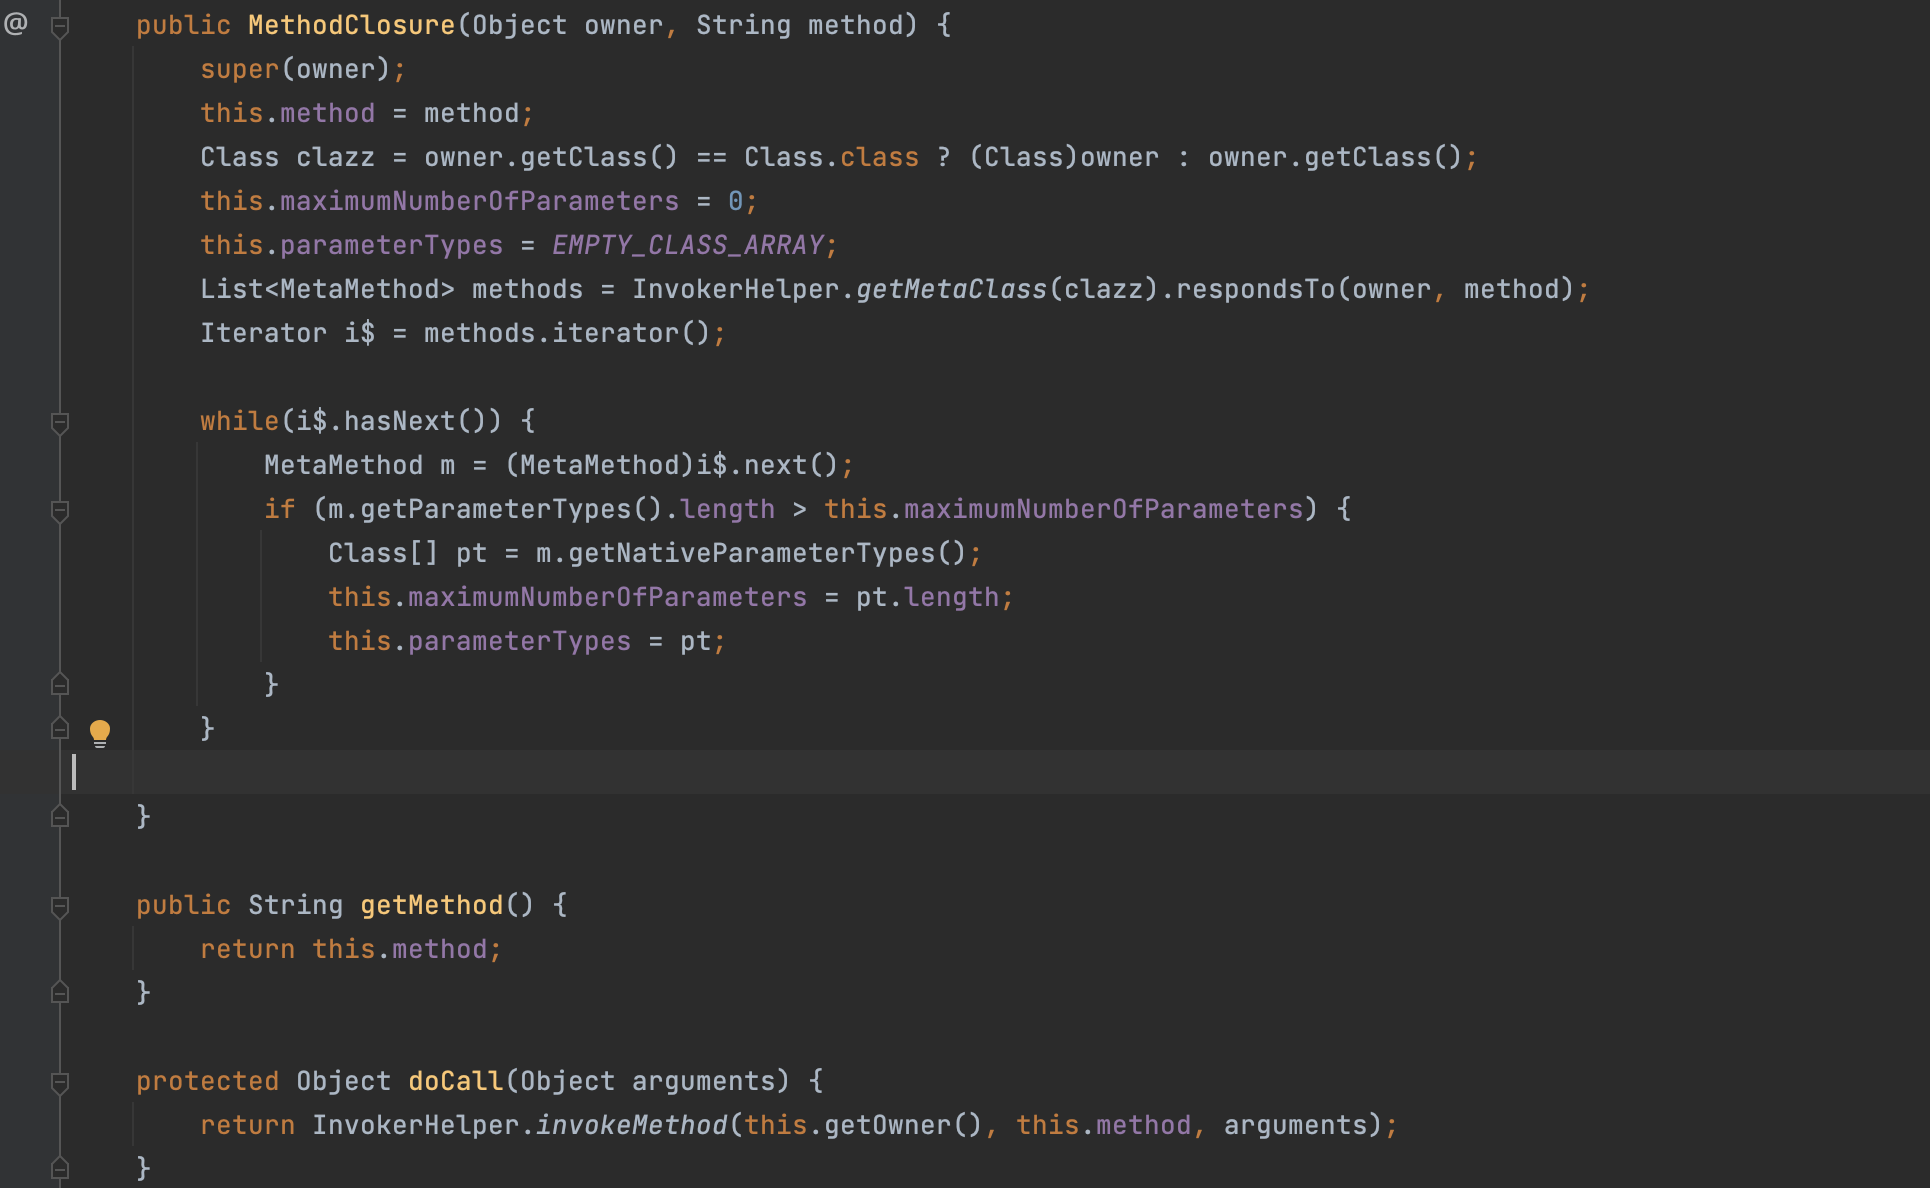 @ public MethodClosure(Object owner, String method) {
super(owner);
this.method = method;
Class clazz = owner.getClass() == Class.class ? (Class)owner : owner.getClass();
this.maximumNumberOfParameters = 0;
this.parameterTypes = EMPTY_CLASS_ARRAY;
List<MetaMethod> methods = InvokerHelper.getMetaClass(clazz).respondsTo(owner, method);
Iterator i$ = methods.iterator();
while(i$.hasNext()) {
MetaMethod m = (MetaMethod)i$.next();
if (m.getParameterTypes().length > this.maximumNumberOfParameters) {
Class[] pt = m.getNativeParameterTypes();
this.maximumNumberOfParameters = pt.length;
this.parameterTypes = pt;
}
}
}
public String getMethod() {
return this.method;
}
protected Object doCall(Object arguments) {
return InvokerHelper.invokeMethod(this.getOwner(), this.method, arguments);
}